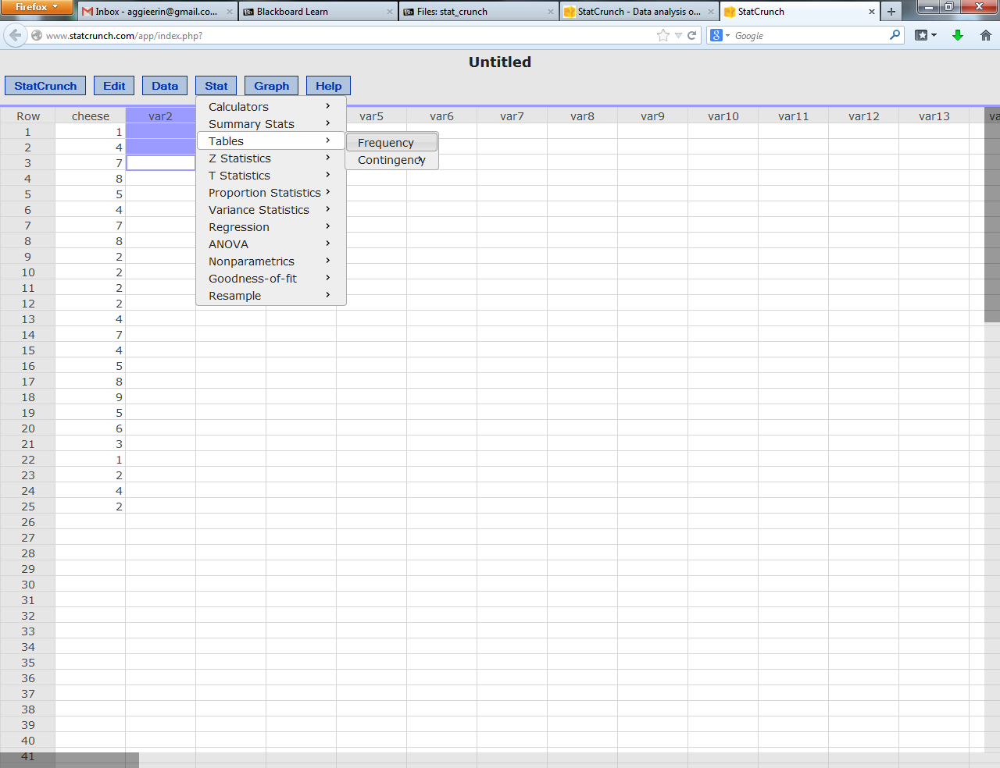 Firefox
Inbox - aggieerin@gmail.co...
Blackboard Learn
Files: stat_crunch
StatCrunch - Data analysis o...
StatCrunch
www.statcrunch.com/app/index.php?
Google
Untitled
StatCrunch Edit Data Stat Graph Help
Calculators
Summary Stats
Tables
Z Statistics
T Statistics
Proportion Statistics
Variance Statistics
Regression
ANOVA
Nonparametrics
Goodness-of-fit
Resample
Frequency
Contingency
Row cheese var2 var5 var6 var7 var8 var9 var10 var11 var12 var13 va
1 1
2 4
3 7
4 8
5 5
6 4
7 7
8 8
9 2
10 2
11 2
12 2
13 4
14 7
15 4
16 5
17 8
18 9
19 5
20 6
21 3
22 1
23 2
24 4
25 2
26
27
28
29
30
31
32
33
34
35
36
37
38
39
40
41